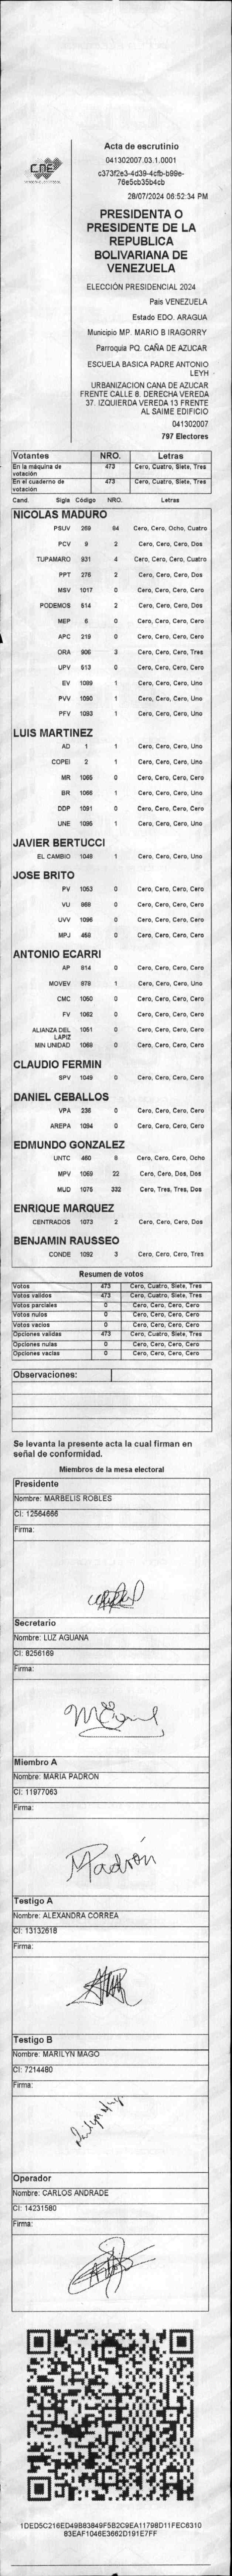 CNE
Acta de escrutinio
041302007.03.1.0001
c373f2e3-4d39-4cfb-b99e-
76e5cb35b4cb
28/07/2024 06:52:34 PM
PRESIDENTA O
PRESIDENTE DE LA
REPUBLICA
BOLIVARIANA DE
VENEZUELA
ELECCIÓN PRESIDENCIAL 2024
País VENEZUELA
Estado EDO. ARAGUA
Municipio MP. MARIO B IRAGORRY
Parroquia PQ. CAÑA DE AZUCAR
ESCUELA BASICA PADRE ANTONIO
LEYH
URBANIZACION CANA DE AZUCAR
FRENTE CALLE 8. DERECHA VEREDA
37. IZQUIERDA VEREDA 13 FRENTE
AL SAIME EDIFICIO
041302007
797 Electores
Votantes NRO. Letras
En la máquina de votación 473 Cero, Cuatro, Siete, Tres
En el cuaderno de votación 473 Cero, Cuatro, Siete, Tres
Cand. Sigla Código NRO. Letras
NICOLAS MADURO
PSUV 269 84 Cero, Cero, Ocho, Cuatro
PCV 9 2 Cero, Cero, Cero, Dos
TUPAMARO 931 4 Cero, Cero, Cero, Cuatro
PPT 276 2 Cero, Cero, Cero, Dos
MSV 1017 0 Cero, Cero, Cero, Cero
PODEMOS 514 2 Cero, Cero, Cero, Dos
MEP 6 0 Cero, Cero, Cero, Cero
APC 219 0 Cero, Cero, Cero, Cero
ORA 906 3 Cero, Cero, Cero, Tres
UPV 513 0 Cero, Cero, Cero, Cero
EV 1089 1 Cero, Cero, Cero, Uno
PVV 1090 1 Cero, Cero, Cero, Uno
PFV 1093 1 Cero, Cero, Cero, Uno
LUIS MARTINEZ
AD 1 1 Cero, Cero, Cero, Uno
COPEI 2 1 Cero, Cero, Cero, Uno
MR 1065 0 Cero, Cero, Cero, Cero
BR 1066 1 Cero, Cero, Cero, Uno
DDP 1091 0 Cero, Cero, Cero, Cero
UNE 1095 1 Cero, Cero, Cero, Uno
JAVIER BERTUCCI
EL CAMBIO 1048 1 Cero, Cero, Cero, Uno
JOSE BRITO
PV 1053 0 Cero, Cero, Cero, Cero
VU 868 0 Cero, Cero, Cero, Cero
UVV 1096 0 Cero, Cero, Cero, Cero
MPJ 458 0 Cero, Cero, Cero, Cero
ANTONIO ECARRI
AP 814 0 Cero, Cero, Cero, Cero
MOVEV 978 1 Cero, Cero, Cero, Uno
CMC 1050 0 Cero, Cero, Cero, Cero
FV 1062 0 Cero, Cero, Cero, Cero
ALIANZA DEL LAPIZ 1051 0 Cero, Cero, Cero, Cero
MIN UNIDAD 1069 0 Cero, Cero, Cero, Cero
CLAUDIO FERMIN
SPV 1049 0 Cero, Cero, Cero, Cero
DANIEL CEBALLOS
VPA 236 0 Cero, Cero, Cero, Cero
AREPA 1094 0 Cero, Cero, Cero, Cero
EDMUNDO GONZALEZ
UNTC 460 8 Cero, Cero, Cero, Ocho
MPV 1069 22 Cero, Cero, Dos, Dos
MUD 1075 332 Cero, Tres, Tres, Dos
ENRIQUE MARQUEZ
CENTRADOS 1073 2 Cero, Cero, Cero, Dos
BENJAMIN RAUSSEO
CONDE 1092 3 Cero, Cero, Cero, Tres
Resumen de votos
Votos 473 Cero, Cuatro, Siete, Tres
Votos validos 473 Cero, Cuatro, Siete, Tres
Votos parciales 0 Cero, Cero, Cero, Cero
Votos nulos 0 Cero, Cero, Cero, Cero
Votos vacios 0 Cero, Cero, Cero, Cero
Opciones validas 473 Cero, Cuatro, Siete, Tres
Opciones nulas 0 Cero, Cero, Cero, Cero
Opciones vacias 0 Cero, Cero, Cero, Cero
Observaciones:
Se levanta la presente acta la cual firman en
señal de conformidad.
Miembros de la mesa electoral
Presidente
Nombre: MARBELIS ROBLES
CI: 12564666
Firma:
Secretario
Nombre: LUZ AGUANA
CI: 8256169
Firma:
Miembro A
Nombre: MARIA PADRON
CI: 11977063
Firma:
Padrón
Testigo A
Nombre: ALEXANDRA CORREA
CI: 13132618
Firma:
Testigo B
Nombre: MARILYN MAGO
CI: 7214480
Firma:
Operador
Nombre: CARLOS ANDRADE
CI: 14231580
Firma:
1DED5C216ED49B83849F5B2C9EA11798D11FEC6310
83EAF1046E3662D191E7FF